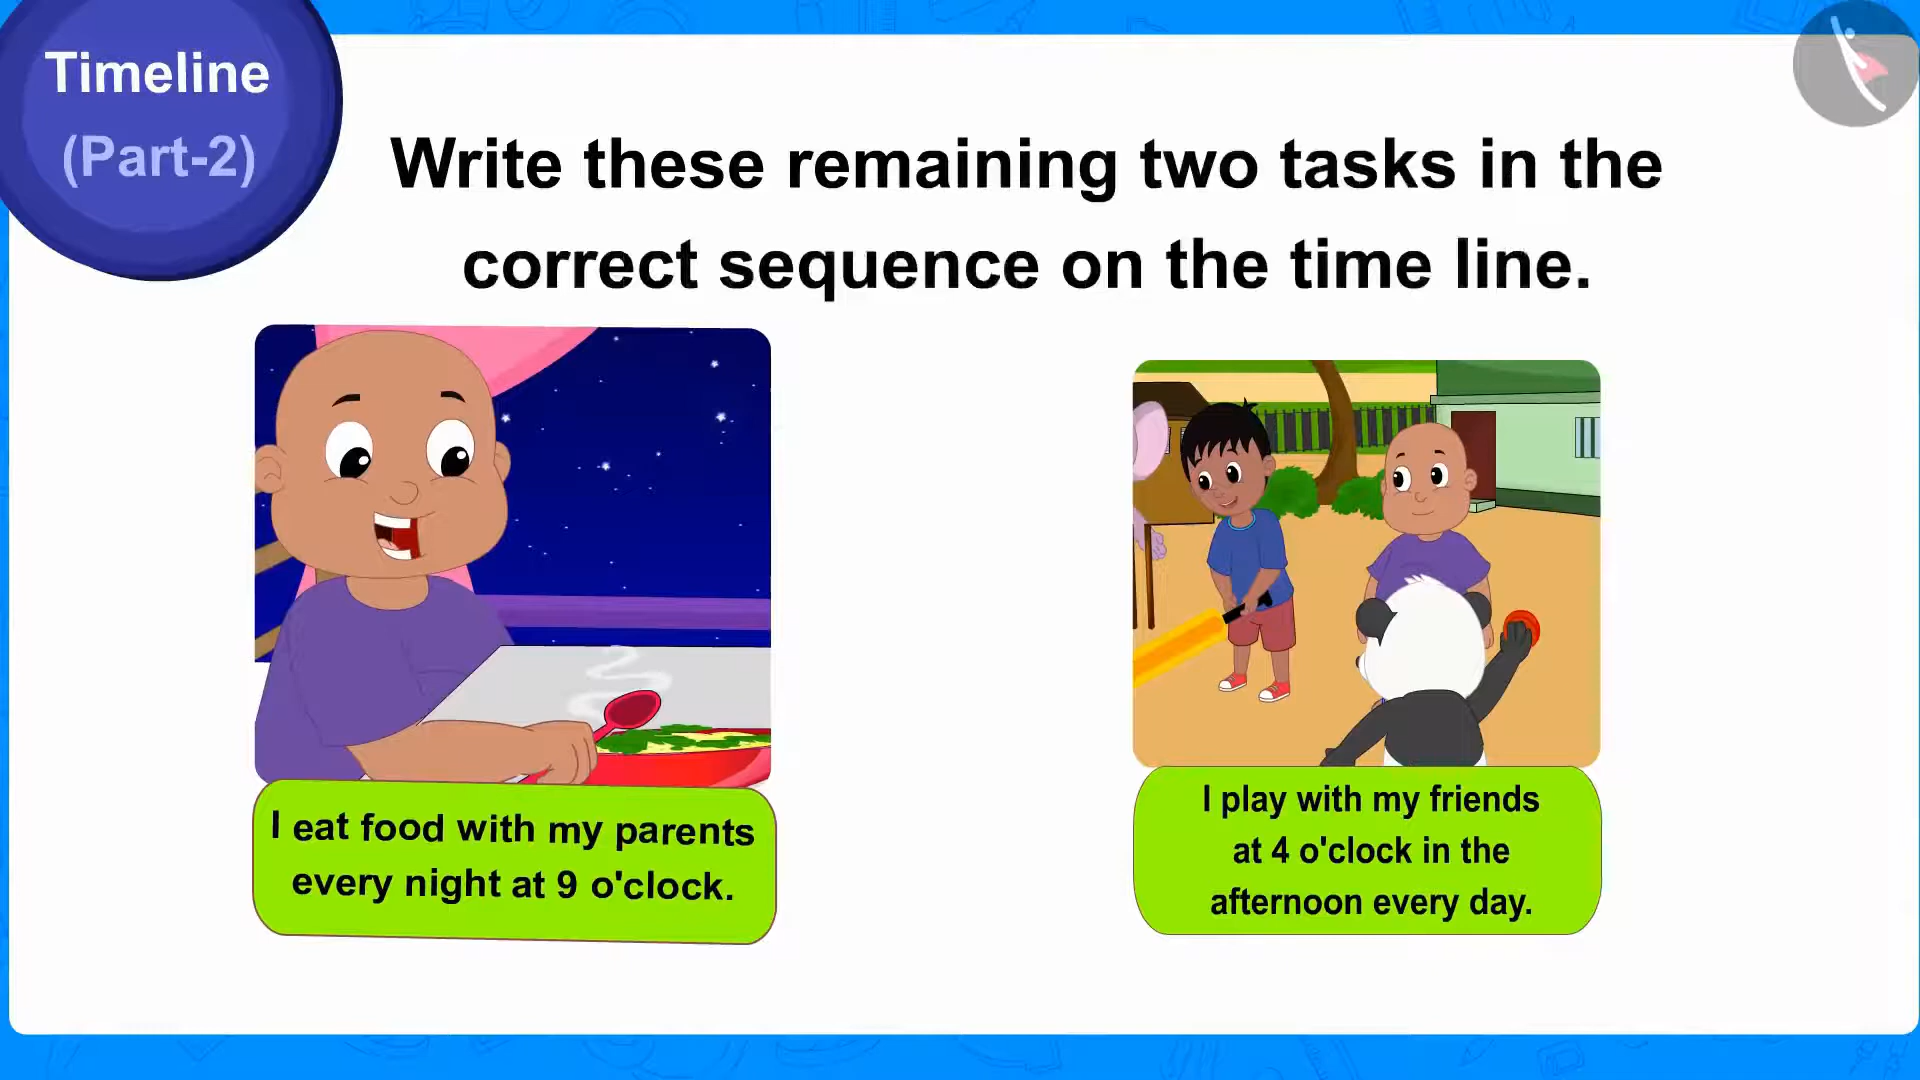 Timeline
(Part-2)
Write these remaining two tasks in the
correct sequence on the time line.
I eat food with my parents
every night at 9 o'clock.
I play with my friends
at 4 o'clock in the
afternoon every day.